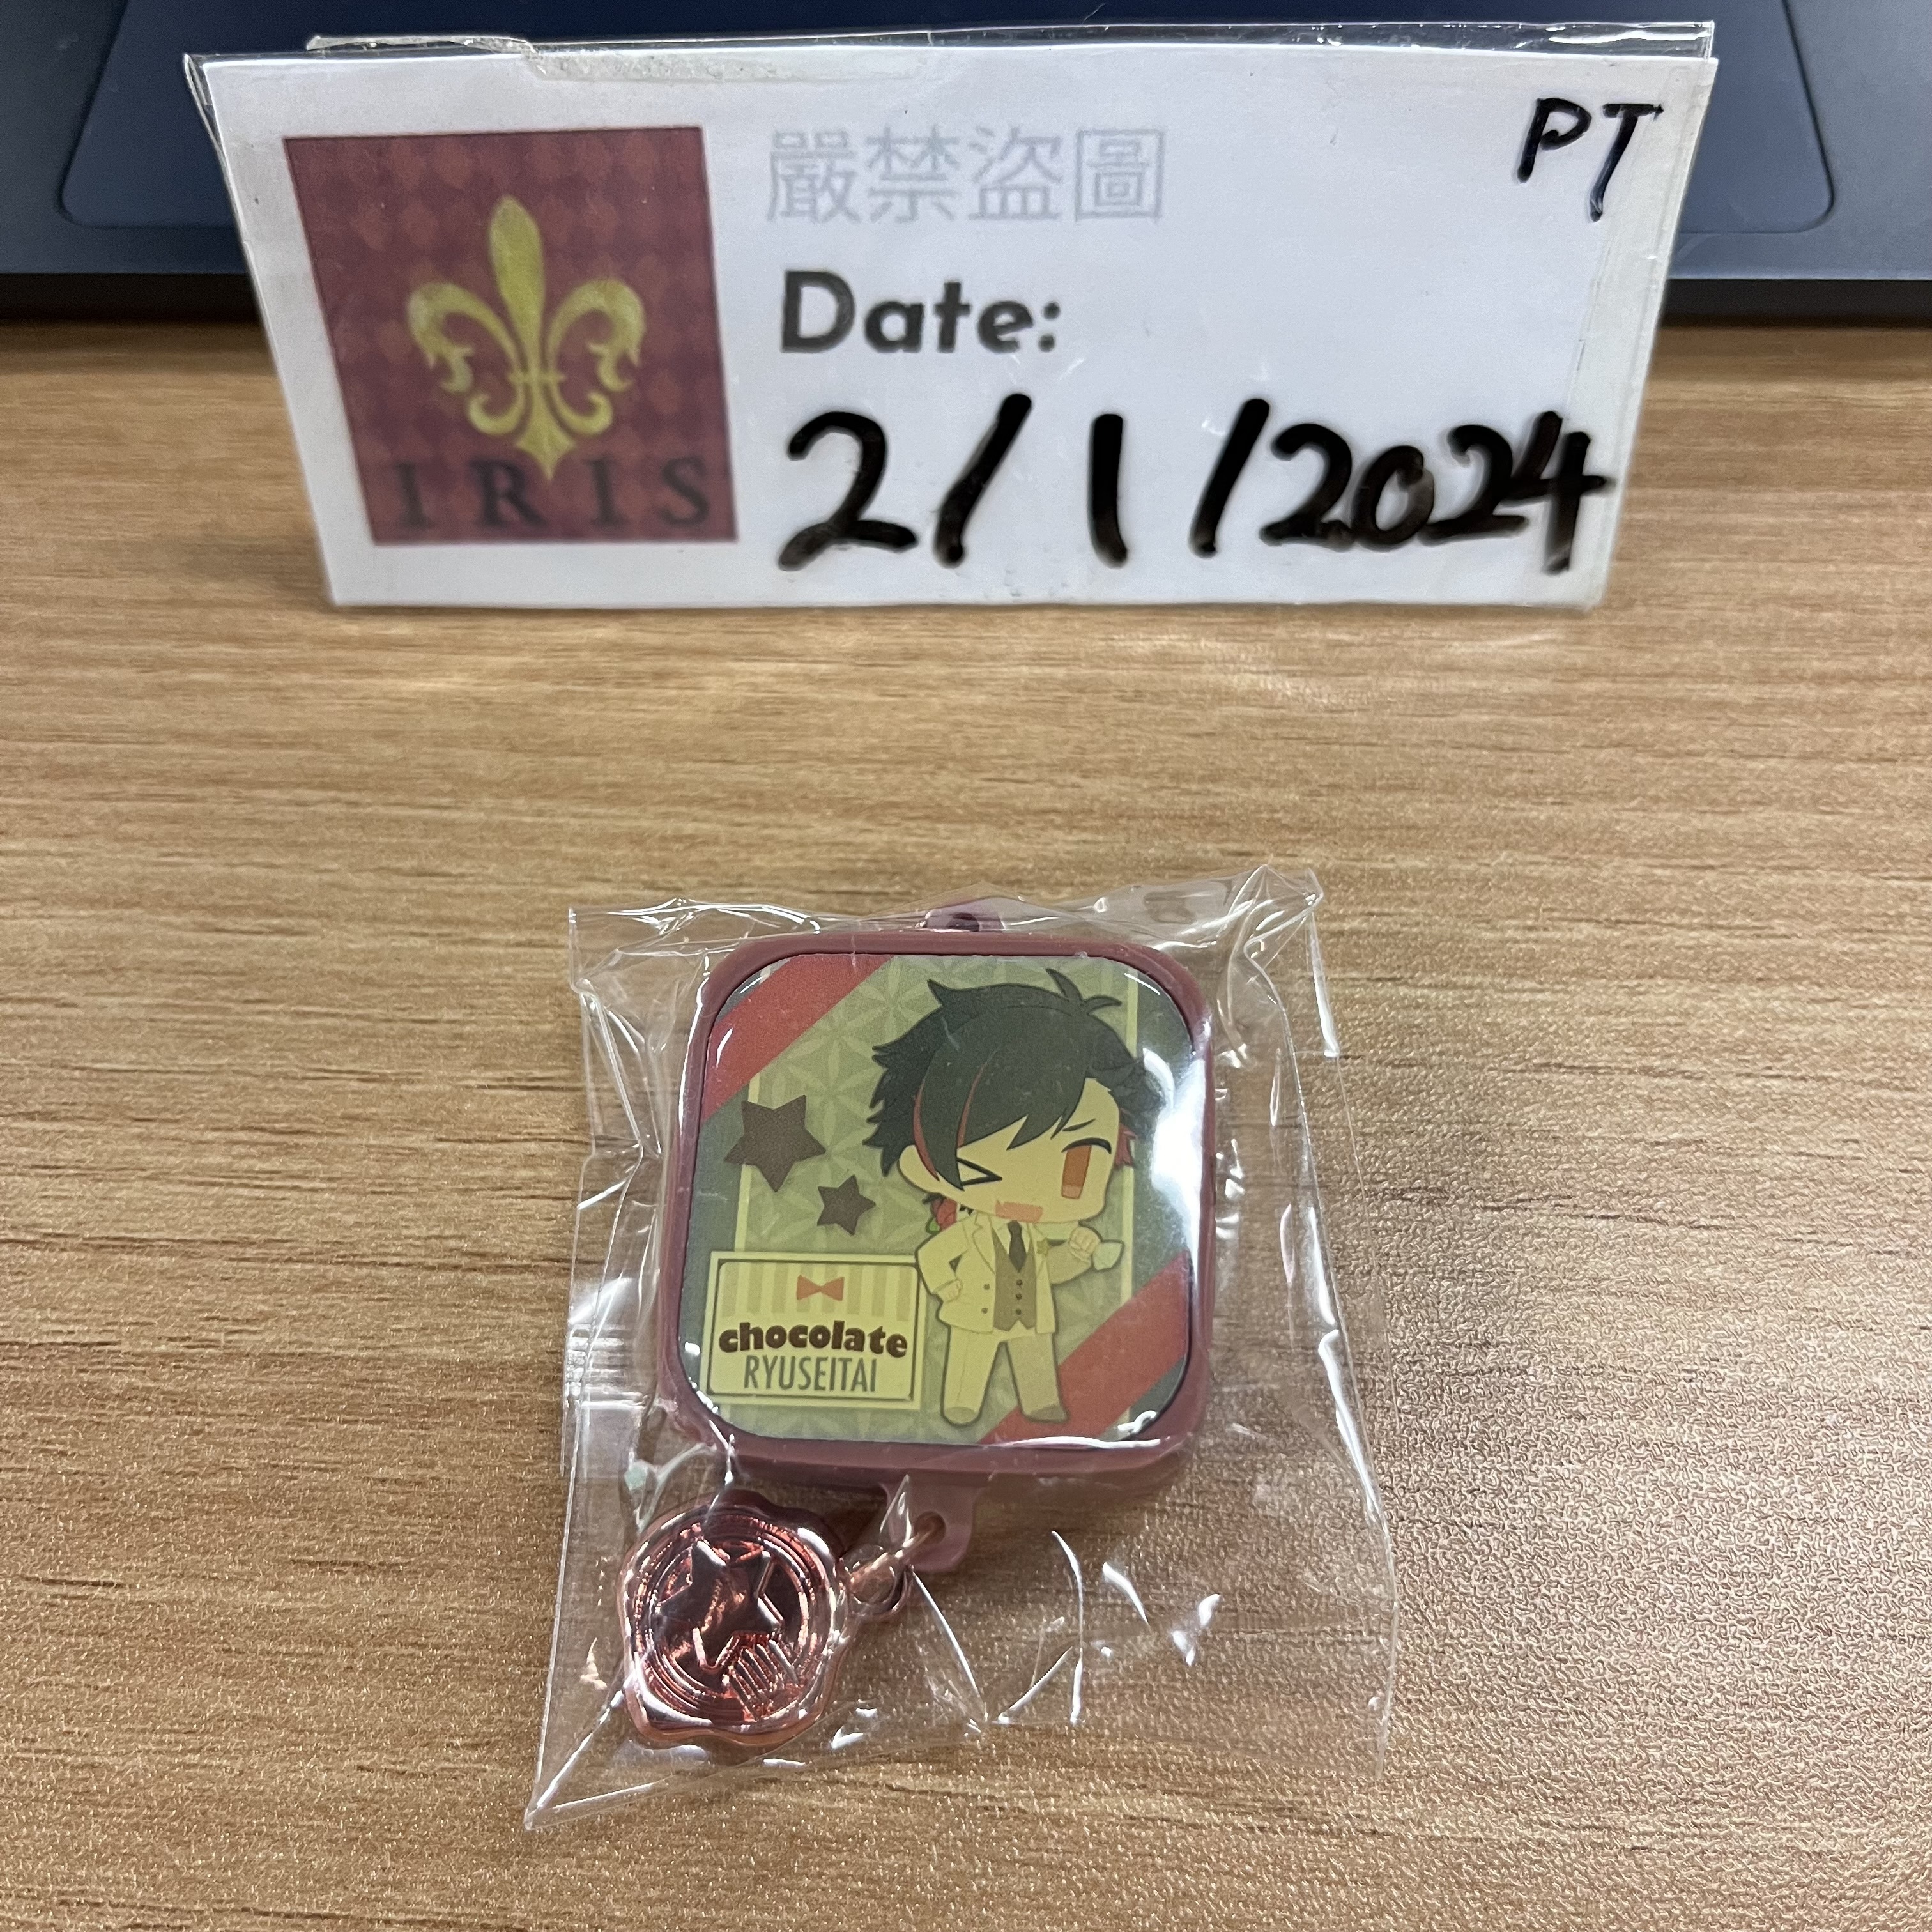 PT
嚴禁盜圖
Date:
2/1/2024
IRIS
chocolate
RYUSEITAI